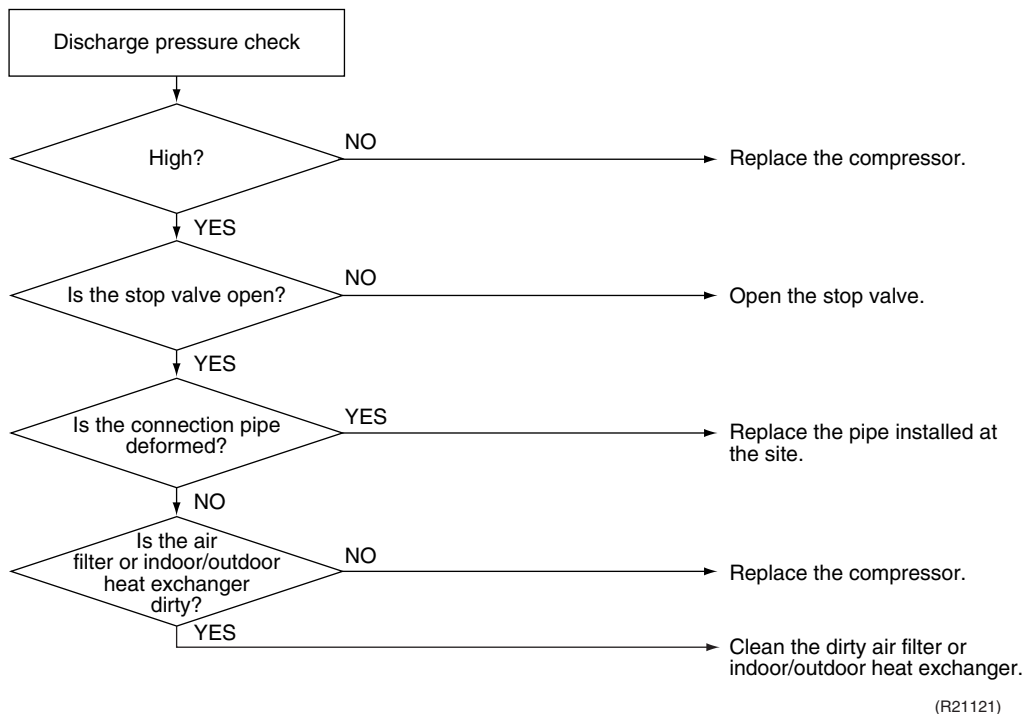 Discharge pressure check
High?
NO
Replace the compressor.
YES
Is the stop valve open?
NO
Open the stop valve.
YES
Is the connection pipe
deformed?
YES
Replace the pipe installed at
the site.
NO
Is the air
filter or indoor/outdoor
heat exchanger
dirty?
NO
Replace the compressor.
YES
Clean the dirty air filter or
indoor/outdoor heat exchanger.
(R21121)